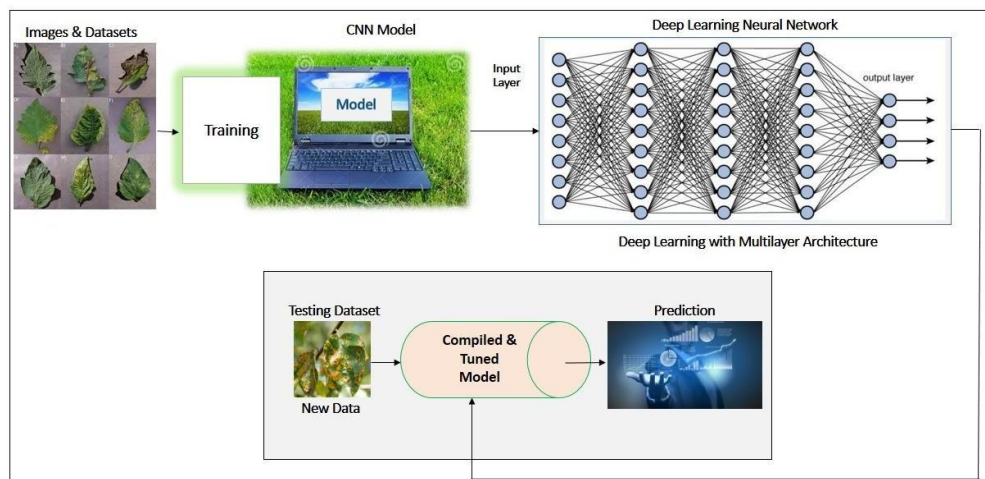 Images & Datasets
CNN Model
Deep Learning Neural Network
Input
Layer
output layer
Training
Model
Deep Learning with Multilayer Architecture
Testing Dataset
Prediction
Compiled &
Tuned
Model
New Data